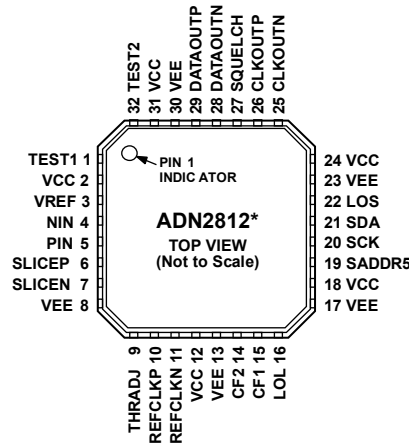 32 TEST2
31 VCC
30 VEE
29 DATAOUTP
28 DATAOUTN
27 SQUELCH
26 CLKOUTP
25 CLKOUTN
TEST1 1
VCC 2
VREF 3
NIN 4
PIN 5
SLICEP 6
SLICEN 7
VEE 8
PIN 1
INDICATOR
ADN2812*
TOP VIEW
(Not to Scale)
24 VCC
23 VEE
22 LOS
21 SDA
20 SCK
19 SADDR5
18 VCC
17 VEE
THRADJ 9
REFCLKP 10
REFCLKN 11
VCC 12
VEE 13
CF2 14
CF1 15
LOL 16